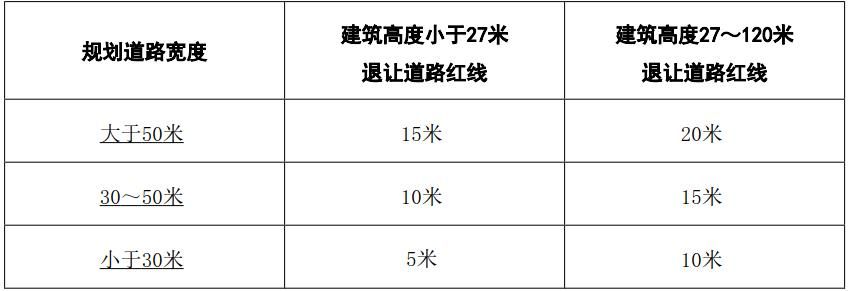 规划道路宽度
建筑高度小于27米
退让道路红线
建筑高度27～120米
退让道路红线
大于50米
15米
20米
30～50米
10米
15米
小于30米
5米
10米